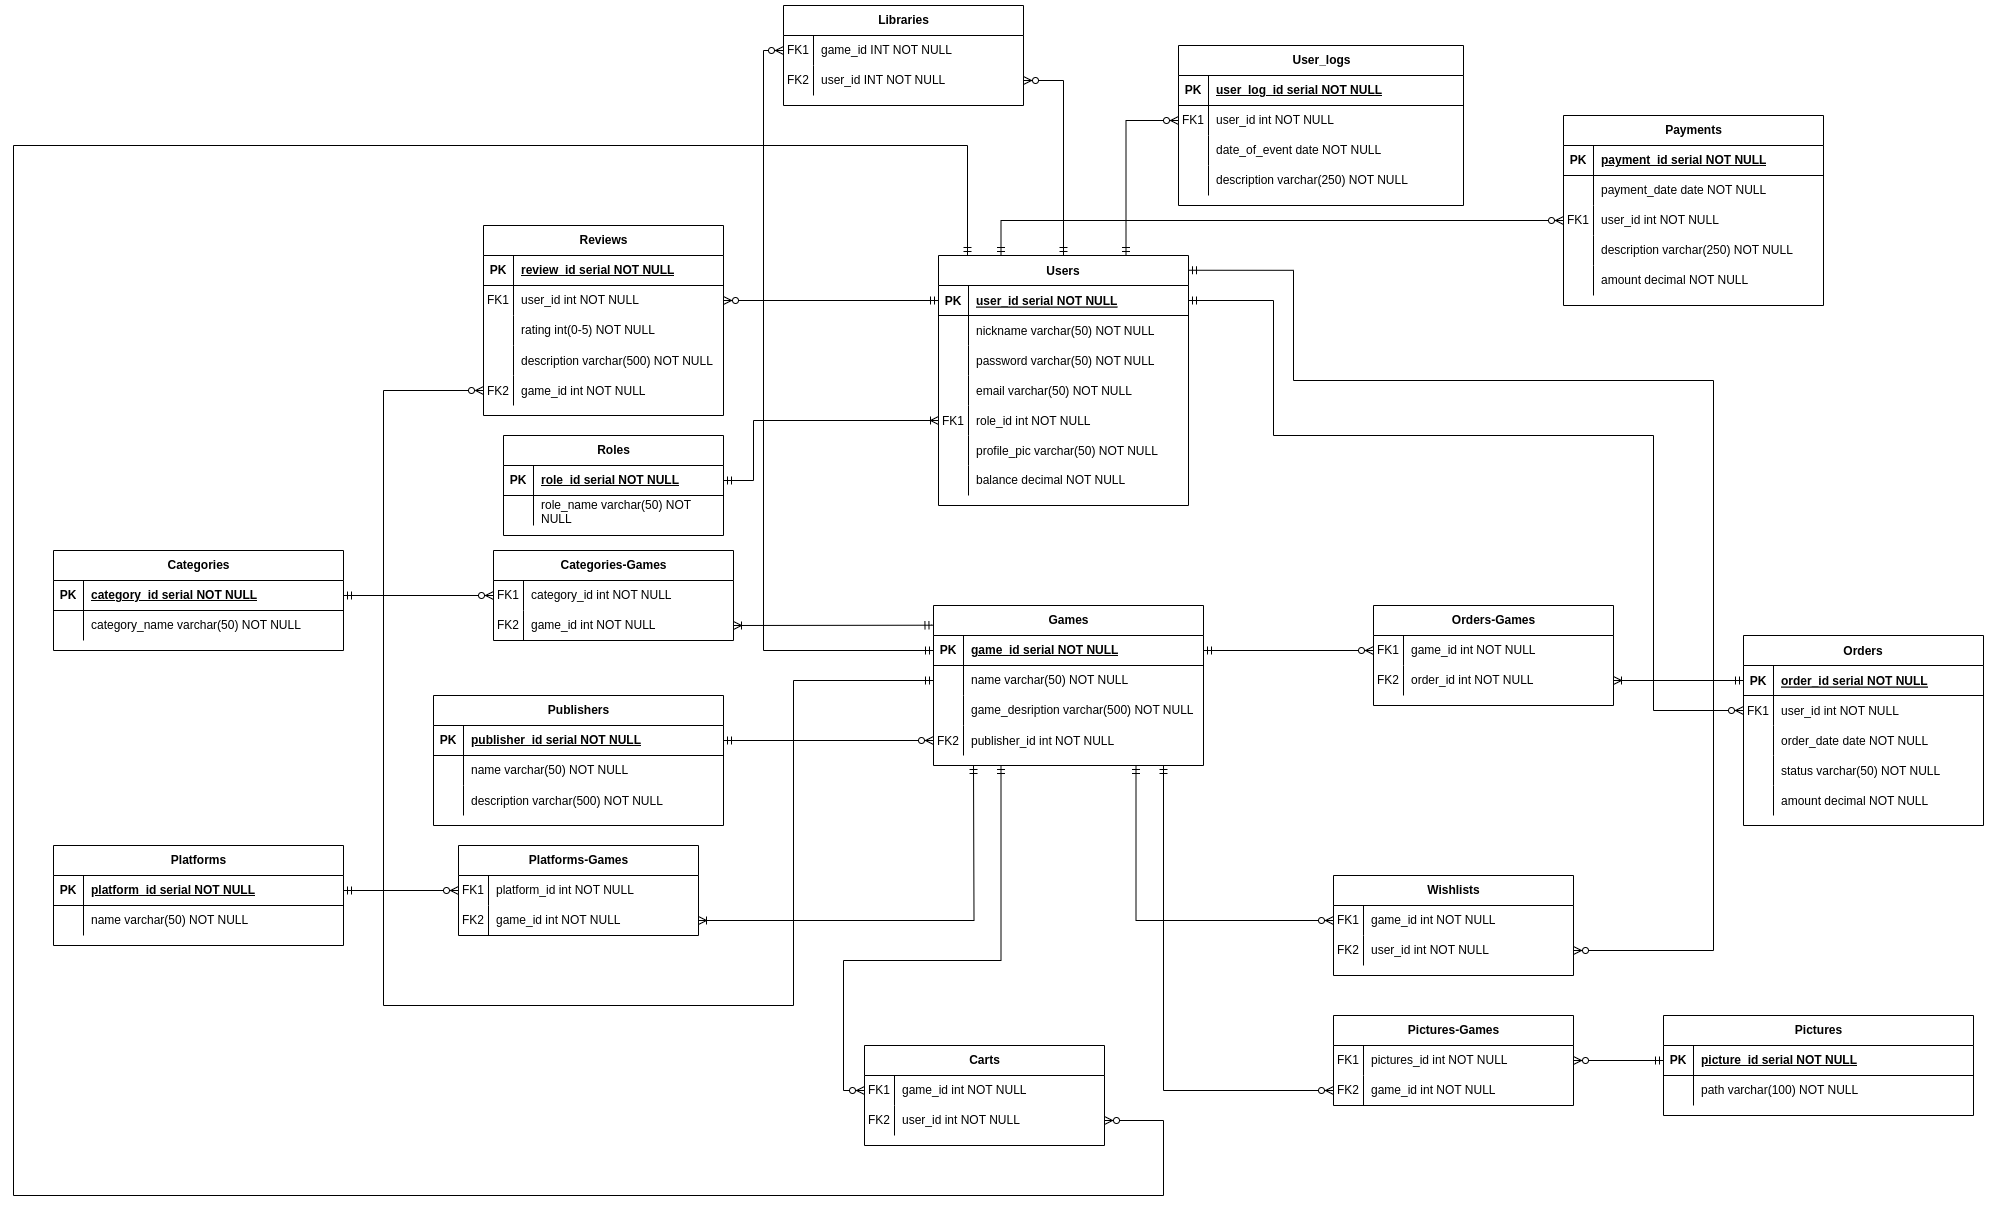 Libraries
FK1 game_id INT NOT NULL
FK2 user_id INT NOT NULL
User_logs
PK user_log_id serial NOT NULL
FK1 user_id int NOT NULL
date_of_event date NOT NULL
description varchar(250) NOT NULL
Payments
PK payment_id serial NOT NULL
payment_date date NOT NULL
FK1 user_id int NOT NULL
description varchar(250) NOT NULL
amount decimal NOT NULL
Reviews
PK review_id serial NOT NULL
FK1 user_id int NOT NULL
rating int(0-5) NOT NULL
description varchar(500) NOT NULL
FK2 game_id int NOT NULL
Users
PK user_id serial NOT NULL
nickname varchar(50) NOT NULL
password varchar(50) NOT NULL
email varchar(50) NOT NULL
FK1 role_id int NOT NULL
profile_pic varchar(50) NOT NULL
balance decimal NOT NULL
Roles
PK role_id serial NOT NULL
role_name varchar(50) NOT
NULL
Categories
PK category_id serial NOT NULL
category_name varchar(50) NOT NULL
Categories-Games
FK1 category_id int NOT NULL
FK2 game_id int NOT NULL
Games
PK game_id serial NOT NULL
name varchar(50) NOT NULL
game_desription varchar(500) NOT NULL
FK2 publisher_id int NOT NULL
Orders-Games
FK1 game_id int NOT NULL
FK2 order_id int NOT NULL
Orders
PK order_id serial NOT NULL
FK1 user_id int NOT NULL
order_date date NOT NULL
status varchar(50) NOT NULL
amount decimal NOT NULL
Publishers
PK publisher_id serial NOT NULL
name varchar(50) NOT NULL
description varchar(500) NOT NULL
Platforms
PK platform_id serial NOT NULL
name varchar(50) NOT NULL
Platforms-Games
FK1 platform_id int NOT NULL
FK2 game_id int NOT NULL
Wishlists
FK1 game_id int NOT NULL
FK2 user_id int NOT NULL
Carts
FK1 game_id int NOT NULL
FK2 user_id int NOT NULL
Pictures-Games
FK1 pictures_id int NOT NULL
FK2 game_id int NOT NULL
Pictures
PK picture_id serial NOT NULL
path varchar(100) NOT NULL